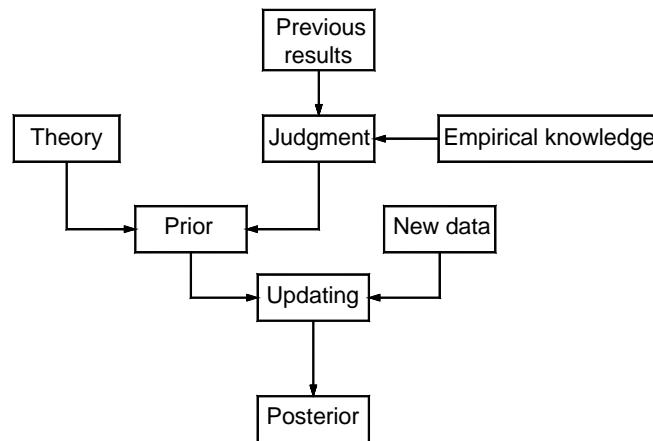 Previous
results
Theory
Judgment
Empirical knowledge
Prior
New data
Updating
Posterior